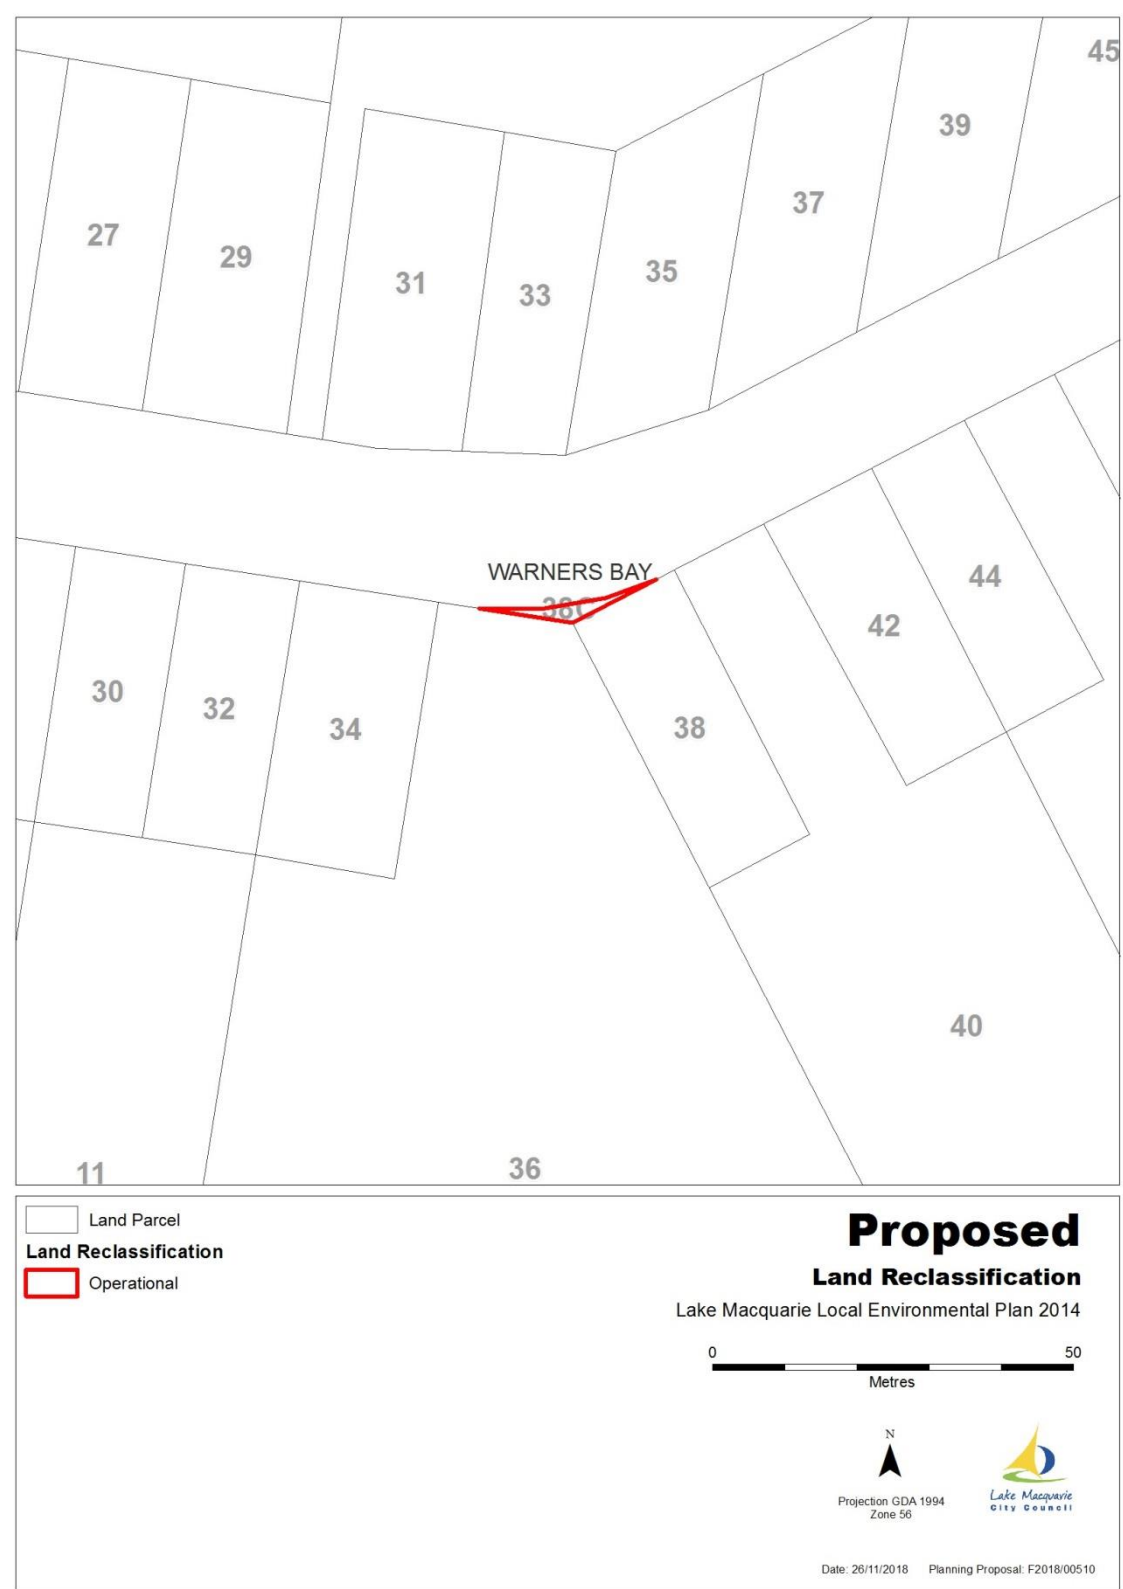 45
39
37
27
29
31
33
35
WARNERS BAY
38C
44
42
30
32
34
38
40
11
36
Land Parcel
Land Reclassification
Operational
Proposed
Land Reclassification
Lake Macquarie Local Environmental Plan 2014
0 50
Metres
N
Projection GDA 1994
Zone 56
Lake Macquarie
City Council
Date: 26/11/2018 Planning Proposal: F2018/00510